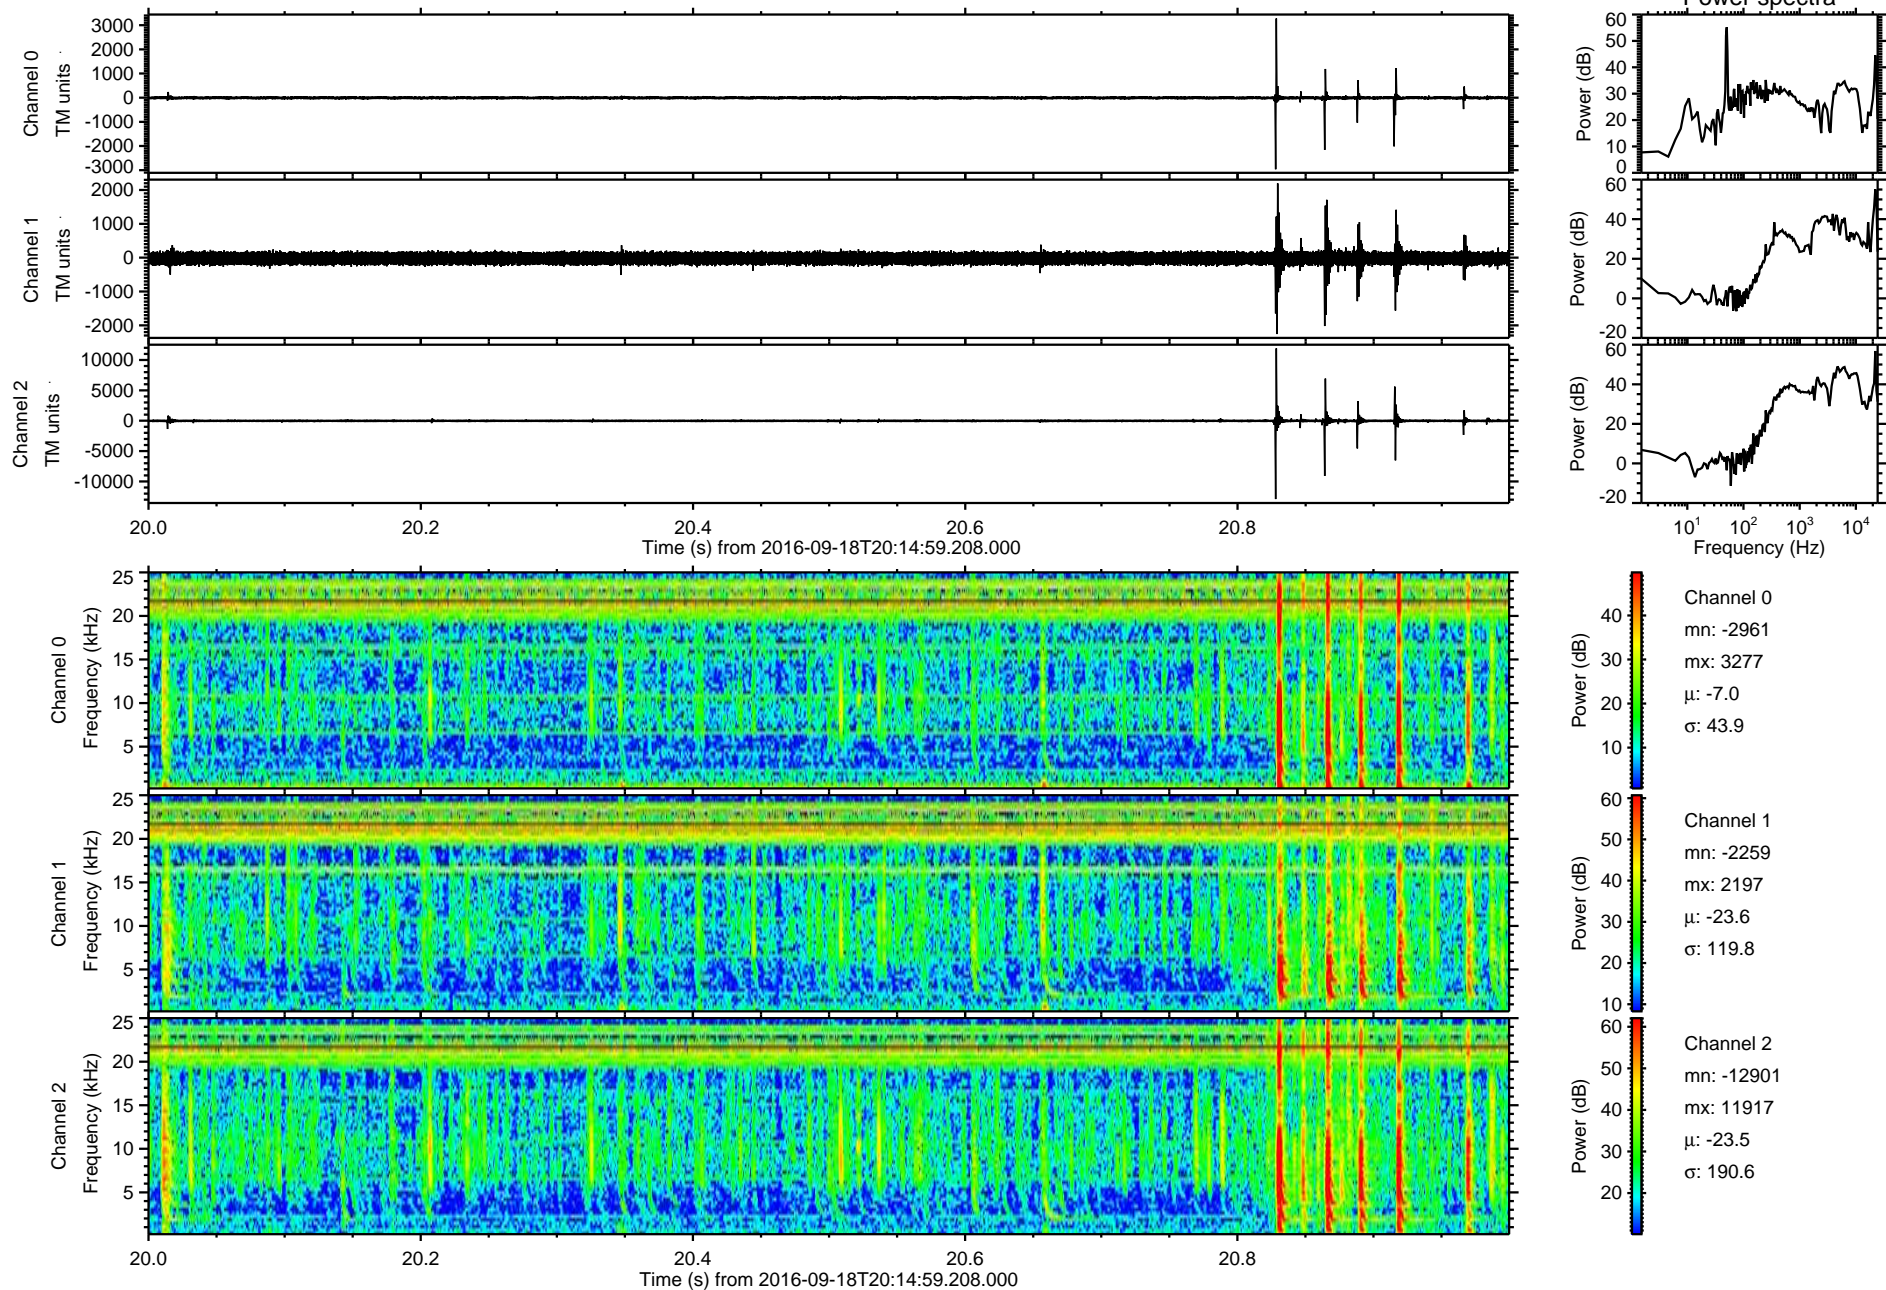 Power spectra
Channel 0
TM units
3000
2000
1000
0
-1000
-2000
-3000
Power (dB)
60
50
40
30
20
10
0
Channel 1
TM units
2000
1000
0
-1000
-2000
Power (dB)
60
40
20
0
-20
Channel 2
TM units
10000
5000
0
-5000
-10000
Power (dB)
60
40
20
0
-20
20.0 20.2 20.4 20.6 20.8
Time (s) from 2016-09-18T20:14:59.208.000
10¹ 10² 10³ 10⁴
Frequency (Hz)
Channel 0
Frequency (kHz)
25
20
15
10
5
Power (dB)
40
30
20
10
Channel 0
mn: -2961
mx: 3277
μ: -7.0
σ: 43.9
Channel 1
Frequency (kHz)
25
20
15
10
5
Power (dB)
60
50
40
30
20
10
Channel 1
mn: -2259
mx: 2197
μ: -23.6
σ: 119.8
Channel 2
Frequency (kHz)
25
20
15
10
5
Power (dB)
60
50
40
30
20
Channel 2
mn: -12901
mx: 11917
μ: -23.5
σ: 190.6
20.0 20.2 20.4 20.6 20.8
Time (s) from 2016-09-18T20:14:59.208.000